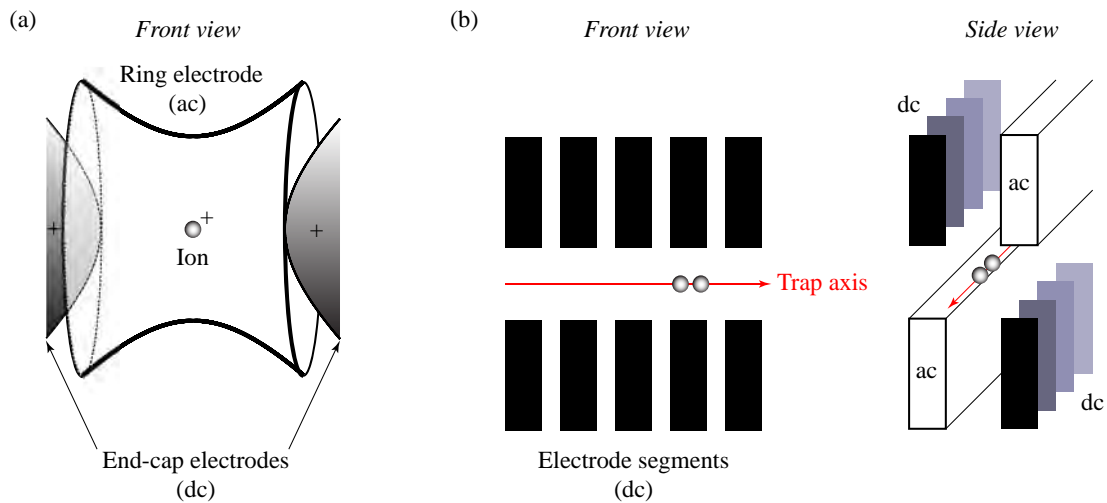 (a)
Front view
Ring electrode
(ac)
+
+
+
Ion
End-cap electrodes
(dc)
(b)
Front view
Trap axis
Electrode segments
(dc)
Side view
dc
ac
ac
dc